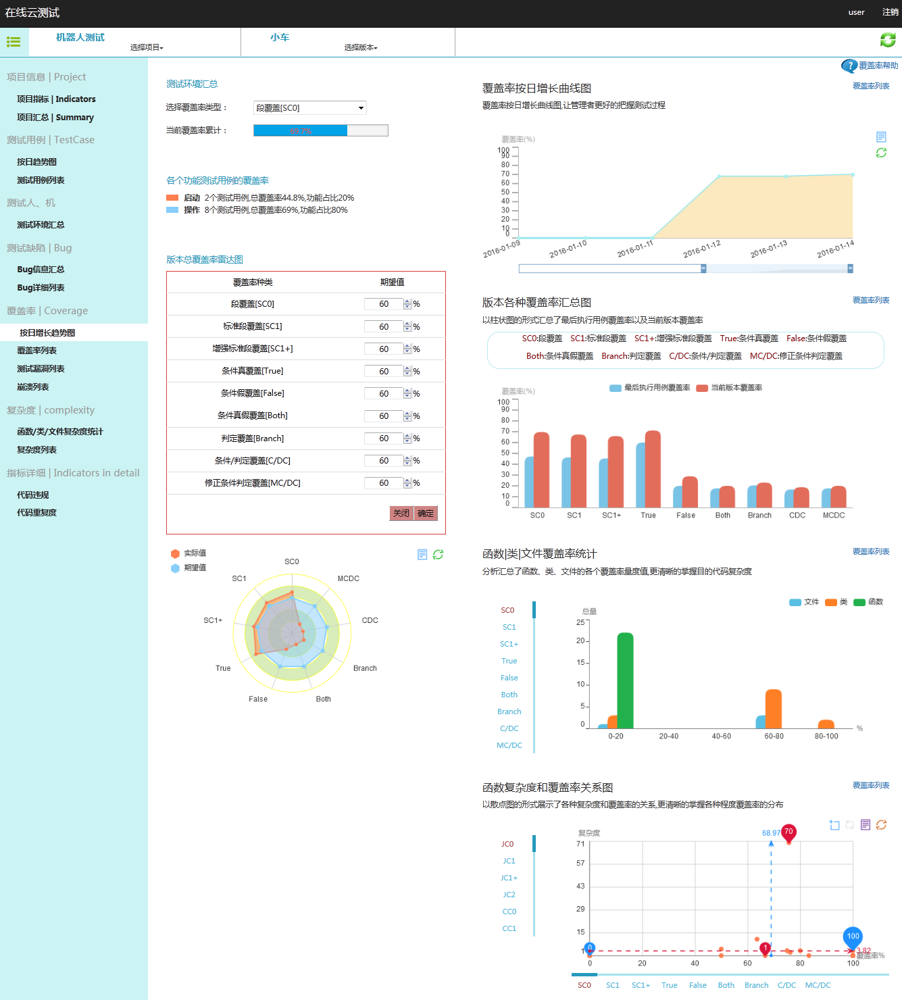 在线云测试
user 注销
机器人测试 选择项目
小车 选择版本
覆盖率帮助
项目信息 | Project
项目指标 | Indicators
项目汇总 | Summary
测试用例 | TestCase
按日趋势图
测试用例列表
测试人、机
测试环境汇总
测试缺陷 | Bug
Bug信息汇总
Bug详细列表
覆盖率 | Coverage
按日增长趋势图
覆盖率列表
测试漏洞列表
崩溃列表
复杂度 | complexity
函数/类/文件复杂度统计
复杂度列表
指标详细 | Indicators in detail
代码违规
代码重复度
测试环境汇总
选择覆盖率类型：
段覆盖[SC0]
当前覆盖率累计：
69.7%
各个功能测试用例的覆盖率
启动 2个测试用例,总覆盖率44.8%,功能占比20%
操作 8个测试用例,总覆盖率69%,功能占比80%
版本总覆盖率雷达图
覆盖率种类 期望值
段覆盖[SC0] 60 %
标准段覆盖[SC1] 60 %
增强标准段覆盖[SC1+] 60 %
条件真覆盖[True] 60 %
条件假覆盖[False] 60 %
条件真假覆盖[Both] 60 %
判定覆盖[Branch] 60 %
条件/判定覆盖[C/DC] 60 %
修正条件判定覆盖[MC/DC] 60 %
关闭 确定
实际值
期望值
SC0
SC1 MCDC
SC1+ CDC
True Branch
False Both
覆盖率按日增长曲线图 覆盖率列表
覆盖率按日增长曲线图,让管理者更好的把握测试过程
覆盖率(%)
100
90
80
70
60
50
40
30
20
10
0
2016-01-09 2016-01-10 2016-01-11 2016-01-12 2016-01-13 2016-01-14
版本各种覆盖率汇总图 覆盖率列表
以柱状图的形式汇总了最后执行用例覆盖率以及当前版本覆盖率
SC0:段覆盖 SC1:标准段覆盖 SC1+:增强标准段覆盖 True:条件真覆盖 False:条件假覆盖
Both:条件真假覆盖 Branch:判定覆盖 C/DC:条件/判定覆盖 MC/DC:修正条件判定覆盖
覆盖率(%) 最后执行用例覆盖率 当前版本覆盖率
100
90
80
70
60
50
40
30
20
10
0
SC0 SC1 SC1+ True False Both Branch CDC MCDC
函数|类|文件覆盖率统计 覆盖率列表
分析汇总了函数、类、文件的各个覆盖率量度值,更清晰的掌握目的代码复杂度
文件 类 函数
SC0
SC1
SC1+
True
False
Both
Branch
C/DC
MC/DC
总量
25
20
15
10
5
0
0-20 20-40 40-60 60-80 80-100 %
函数复杂度和覆盖率关系图 覆盖率列表
以散点图的形式展示了各种复杂度和覆盖率的关系,更清晰的掌握各种程度覆盖率的分布
JC0
JC1
JC1+
JC2
CC0
CC1
复杂度 68.97 70
71
57
43
29
15
1
0 1 100 3.82
0 20 40 60 80 100 覆盖率%
SC0 SC1 SC1+ True False Both Branch C/DC MC/DC